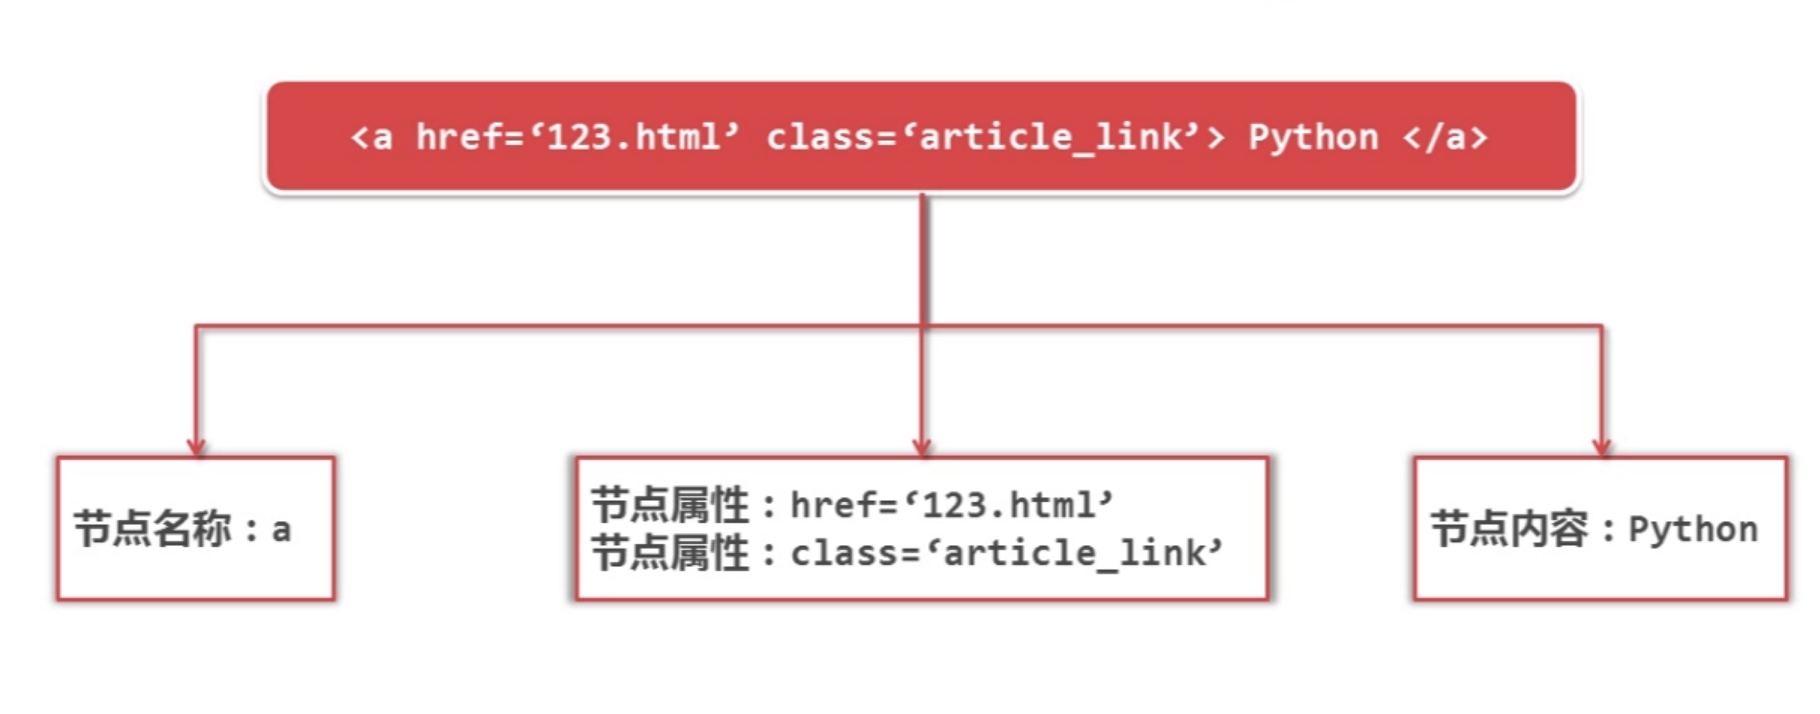 <a href=‘123.html’ class=‘article_link’> Python </a>
节点名称：a
节点属性：href=‘123.html’
节点属性：class=‘article_link’
节点内容：Python